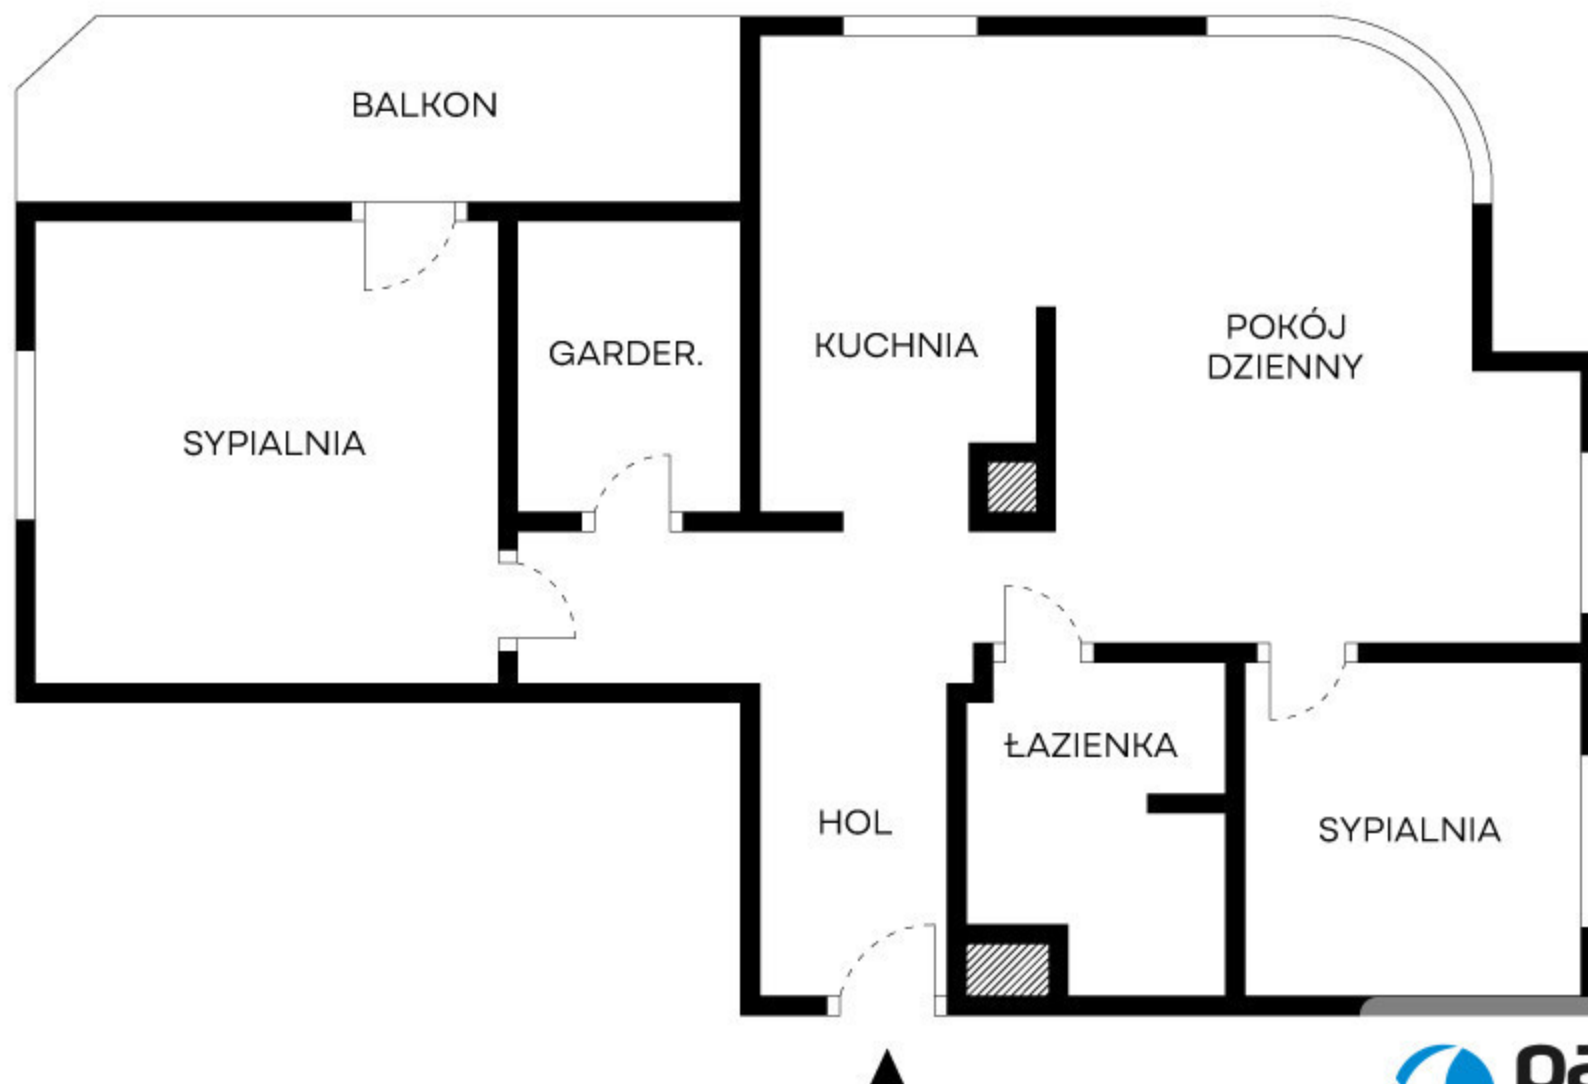 BALKON
KUCHNIA
POKÓJ
DZIENNY
GARDER.
SYPIALNIA
ŁAZIENKA
HOL
SYPIALNIA